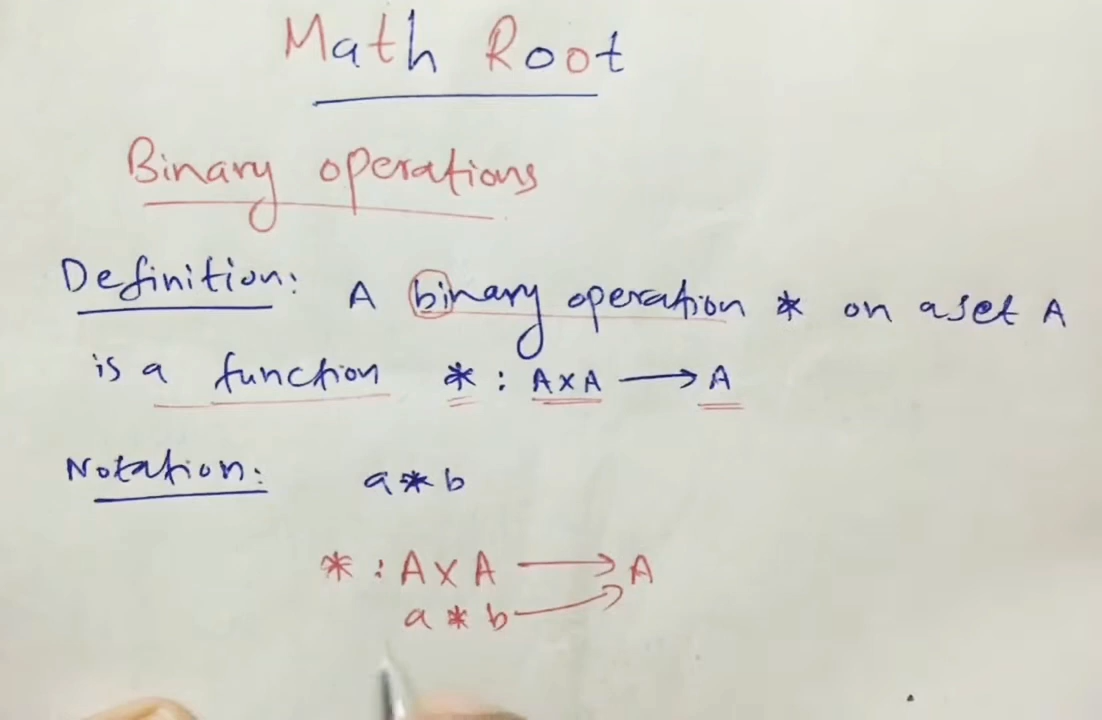 Math Root
Binary operations
Definition: A binary operation * on a set A
is a function * : A×A ⟶ A
Notation: a * b
* : A × A ⟶ A
a * b